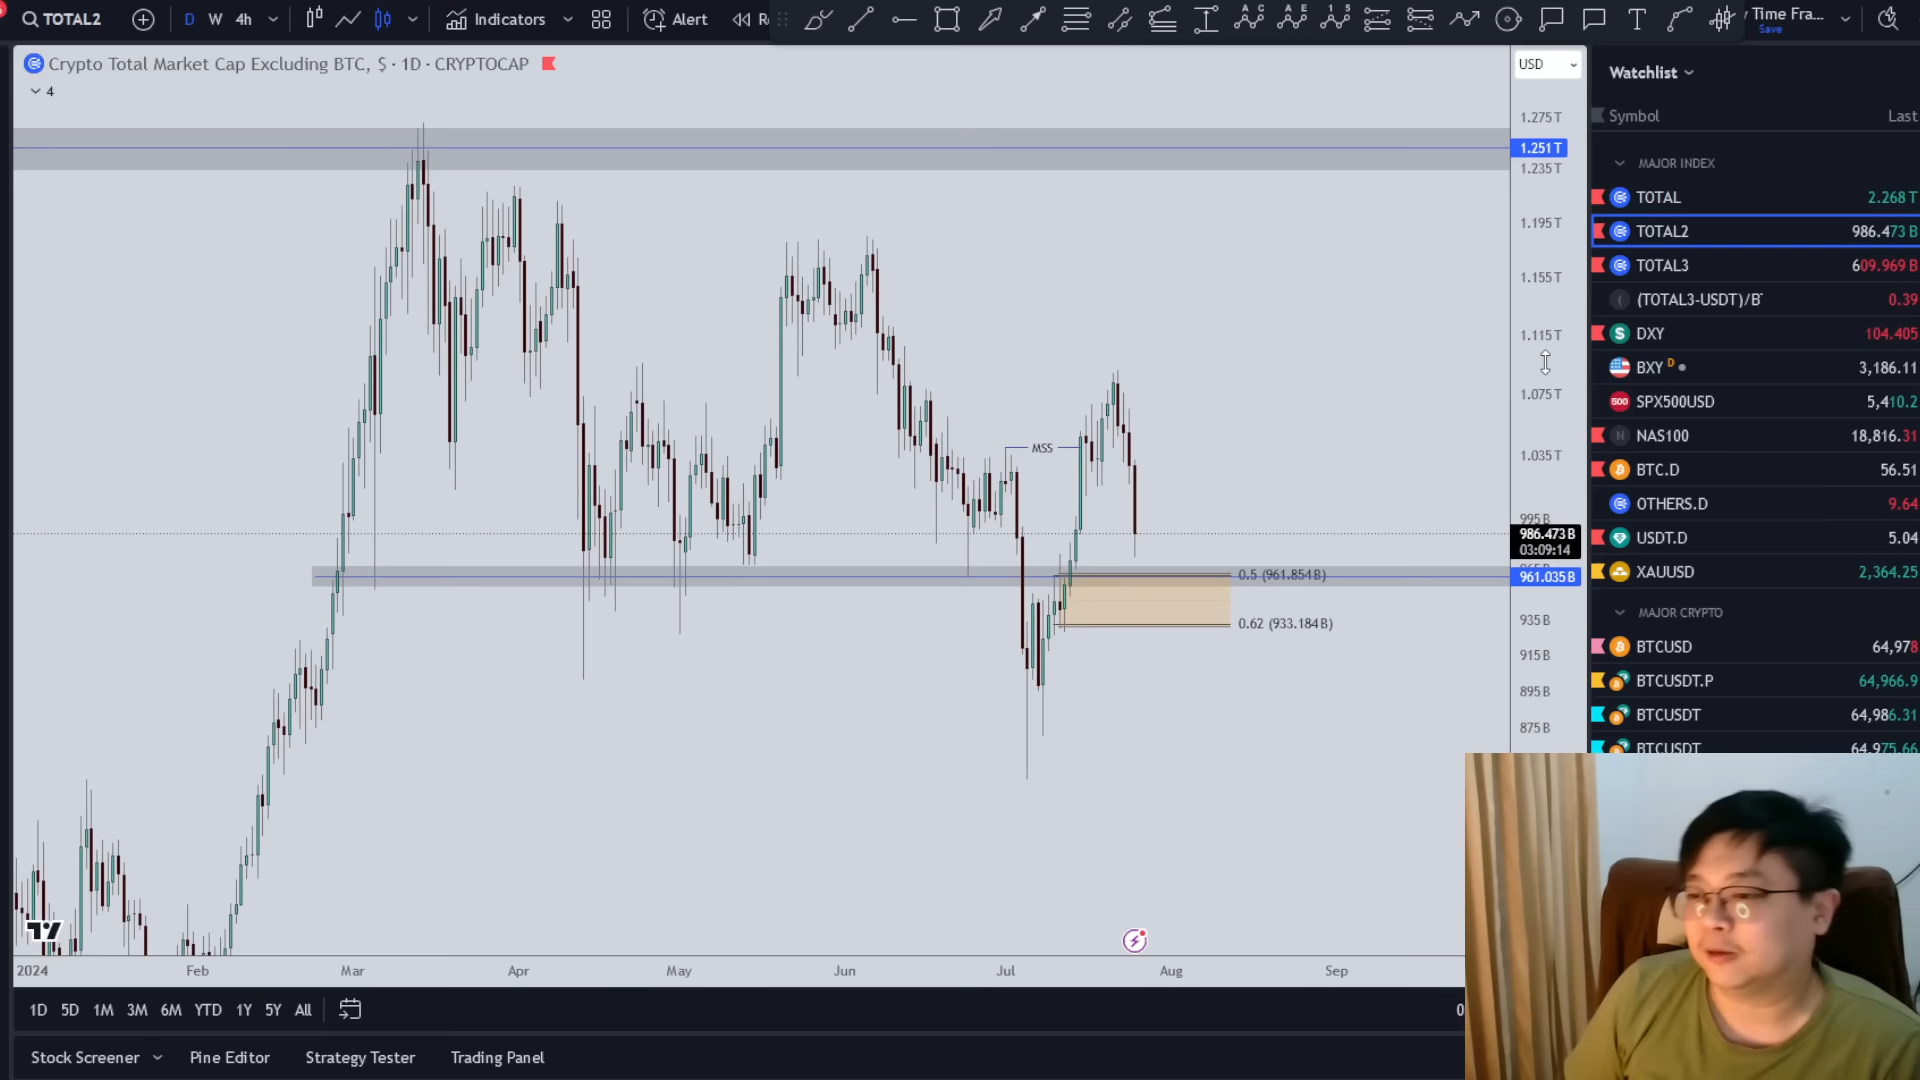 TOTAL2 D W 4h Indicators Alert Time Fra...
Save
Crypto Total Market Cap Excluding BTC, $ · 1D · CRYPTOCAP
4
USD
1.275 T
1.251 T
1.235 T
1.195 T
1.155 T
1.115 T
1.075 T
1.035 T
995 B
986.473 B
03:09:14
961.035 B
935 B
915 B
895 B
875 B
MSS
0.5 (961.854 B)
0.62 (933.184 B)
2024 Feb Mar Apr May Jun Jul Aug Sep
1D 5D 1M 3M 6M YTD 1Y 5Y All
Stock Screener Pine Editor Strategy Tester Trading Panel
Watchlist
Symbol Last
MAJOR INDEX
TOTAL 2.268 T
TOTAL2 986.473 B
TOTAL3 609.969 B
(TOTAL3-USDT)/B 0.39
DXY 104.405
BXY D 3,186.11
500 SPX500USD 5,410.2
N NAS100 18,816.31
BTC.D 56.51
OTHERS.D 9.64
USDT.D 5.04
XAUUSD 2,364.25
MAJOR CRYPTO
BTCUSD 64,978
BTCUSDT.P 64,966.9
BTCUSDT 64,986.31
BTCUSDT 64,975.66